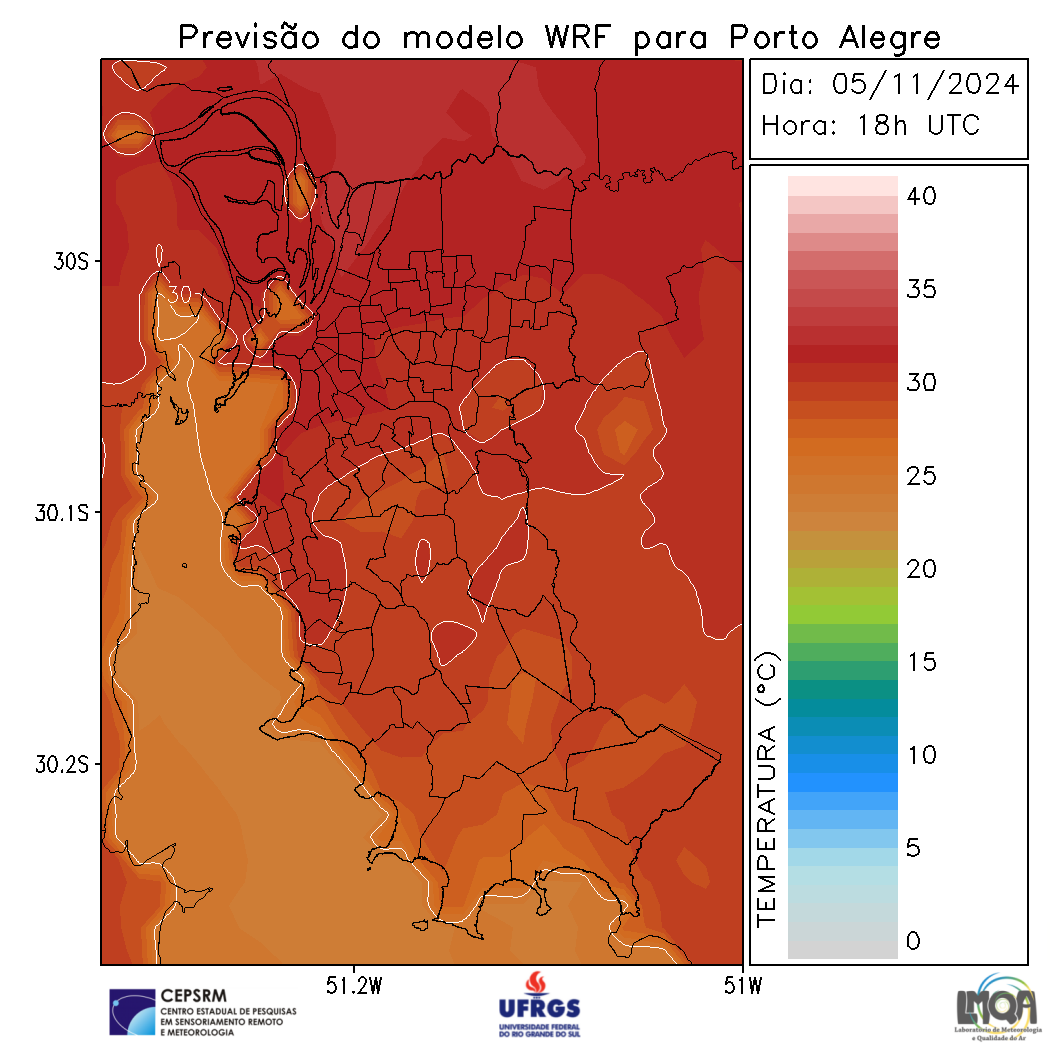 Previsão do modelo WRF para Porto Alegre
Dia: 05/11/2024
Hora: 18h UTC
30S
30.1S
30.2S
51.2W
51W
30
TEMPERATURA (°C)
40
35
30
25
20
15
10
5
0
CEPSRM
CENTRO ESTADUAL DE PESQUISAS
EM SENSORIAMENTO REMOTO
E METEOROLOGIA
UFRGS
UNIVERSIDADE FEDERAL
DO RIO GRANDE DO SUL
LMQA
Laboratório de Meteorologia
e Qualidade do Ar